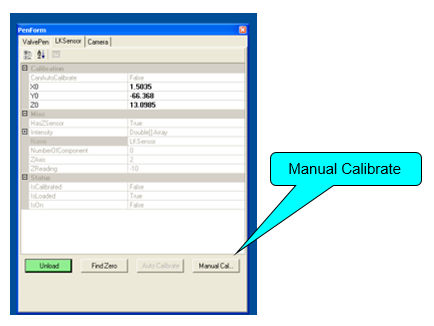 PenForms
ValvePen LKSensor Camera
Calibration
CanAutoCalibrate False
X0 1.5035
Y0 -66.368
Z0 13.0985
Misc
HasZSensor True
Intensity Double[] Array
Name LKSensor
NumberOfComponent 0
ZAxis 2
ZReading -10
Status
IsCalibrated False
IsLoaded True
IsOn False
Unload Find Zero Auto Calibrate Manual Cal...
Manual Calibrate